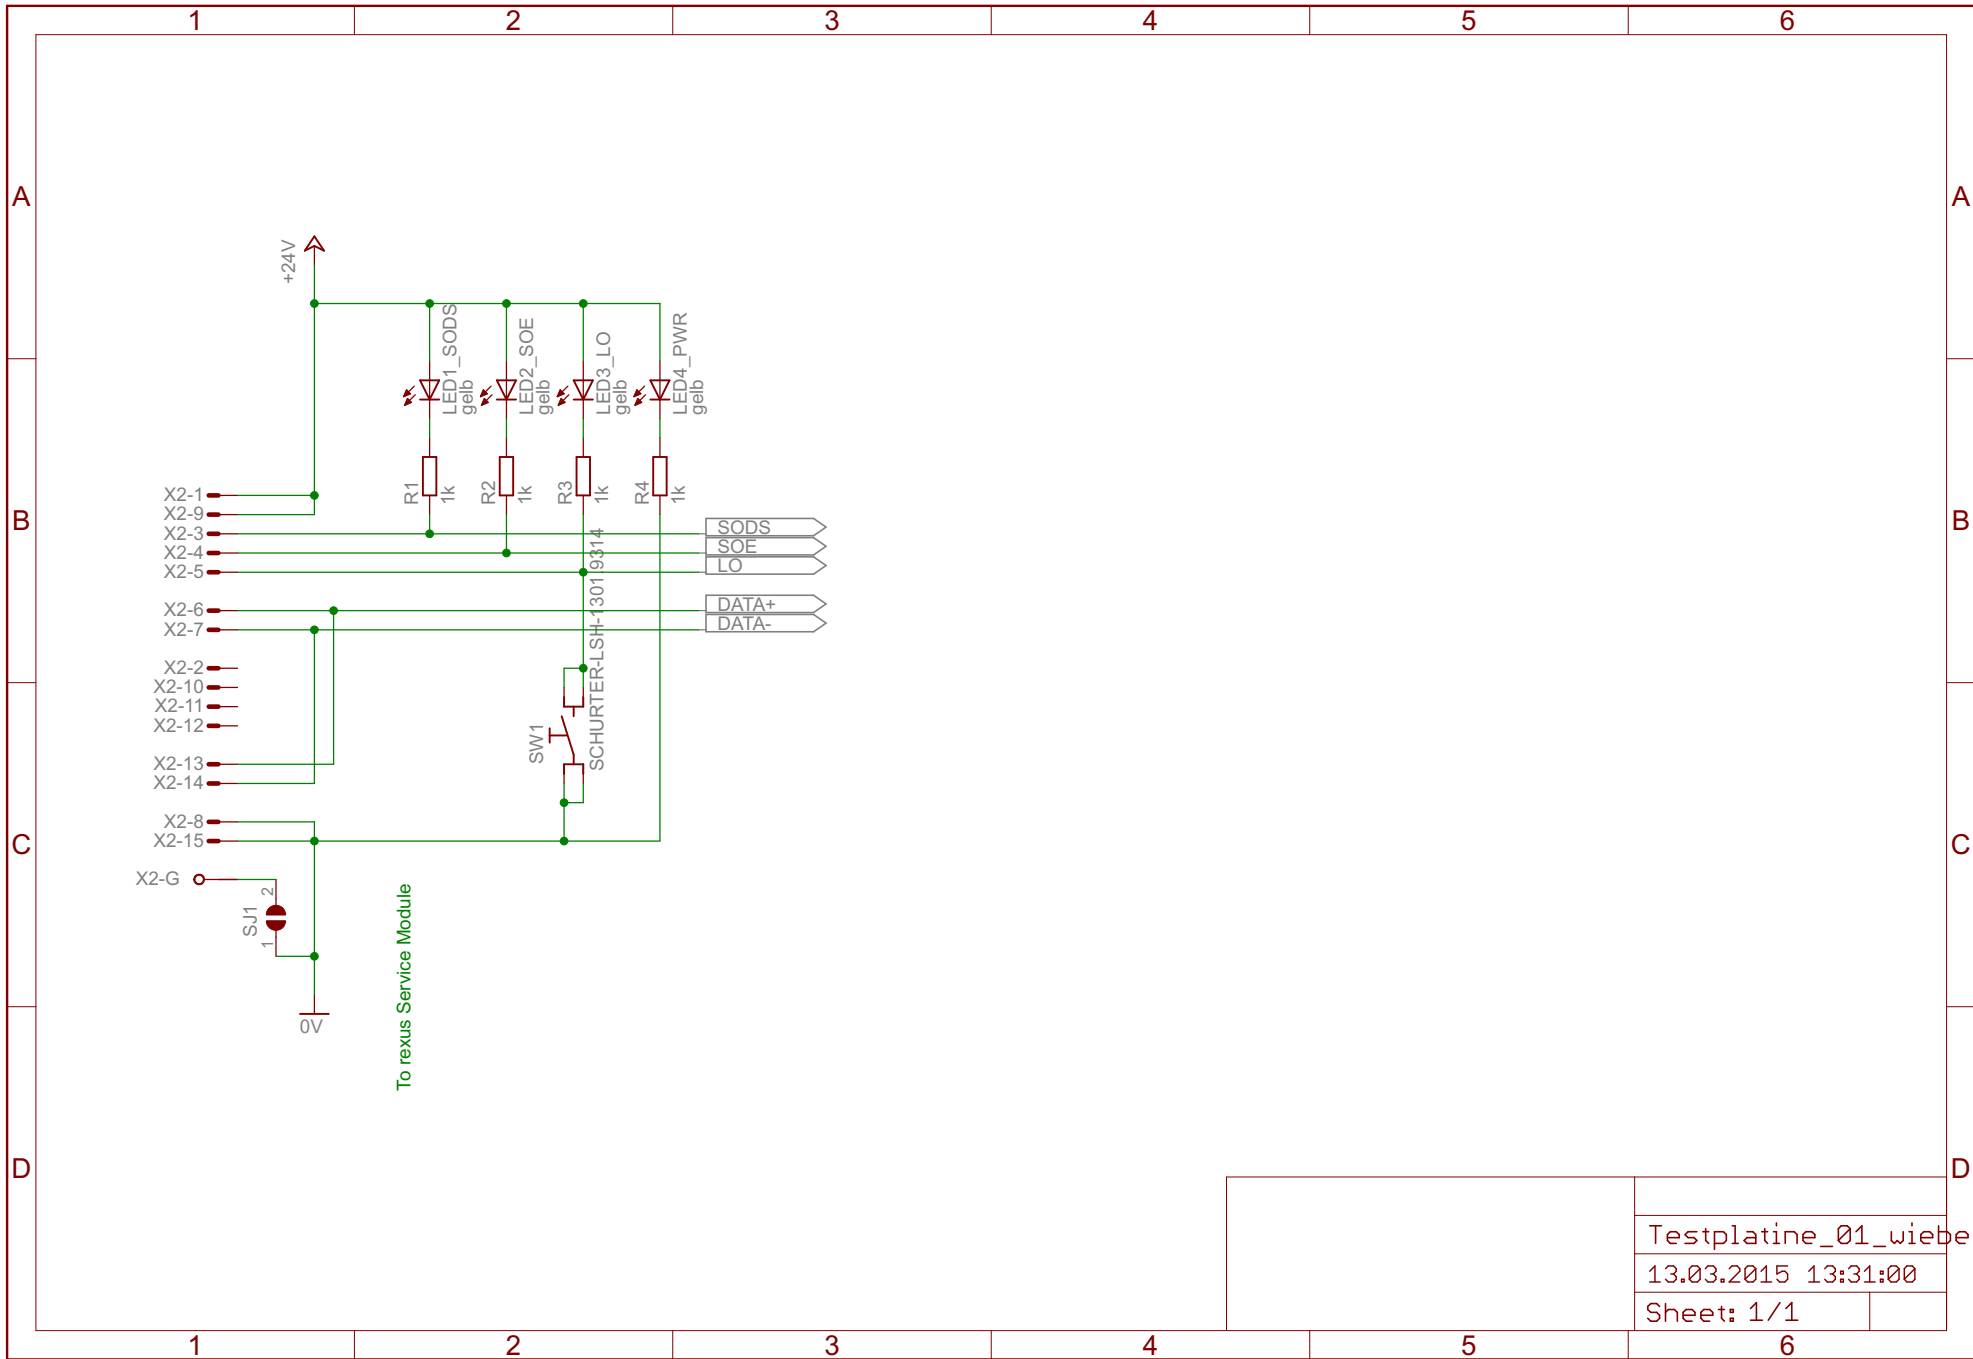 1 2 3 4 5 6
A A
+24V
LED1_SODS
gelb
LED2_SOE
gelb
LED3_LO
gelb
LED4_PWR
gelb
R1
1k
R2
1k
R3
1k
R4
1k
B B
X2-1
X2-9
X2-3
X2-4
X2-5
X2-6
X2-7
X2-2
X2-10
X2-11
X2-12
X2-13
X2-14
X2-8
X2-15
X2-G
SODS
SOE
LO
DATA+
DATA-
SW1
SCHURTER-LSH-1301.9314
C C
SJ1
2
1
0V
To rexus Service Module
D D
Testplatine_01_wiebe
13.03.2015 13:31:00
Sheet: 1/1
1 2 3 4 5 6